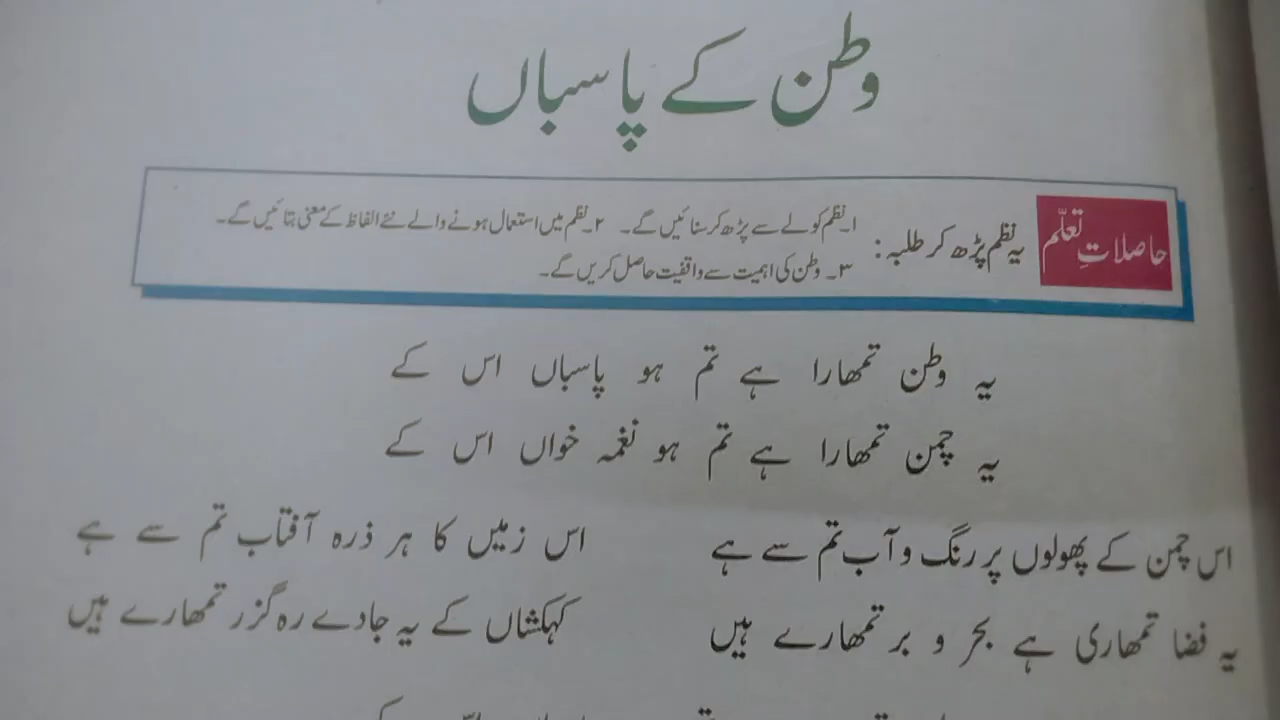 وطن کے پاسباں
حاصلاتِ تعلّم
یہ نظم پڑھ کر طلبہ:
۱۔ نظم کو لے سے پڑھ کر سنائیں گے۔ ۲۔ نظم میں استعمال ہونے والے نئے الفاظ کے معنی بتائیں گے۔
۳۔ وطن کی اہمیت سے واقفیت حاصل کریں گے۔
یہ وطن تمھارا ہے تم ہو پاسباں اس کے
یہ چمن تمھارا ہے تم ہو نغمہ خواں اس کے
اس چمن کے پھولوں پر رنگ و آب تم سے ہے اس زمیں کا ہر ذرہ آفتاب تم سے ہے
یہ فضا تمھاری ہے بحر و بر تمھارے ہیں کہکشاں کے یہ جادے رہ گزر تمھارے ہیں